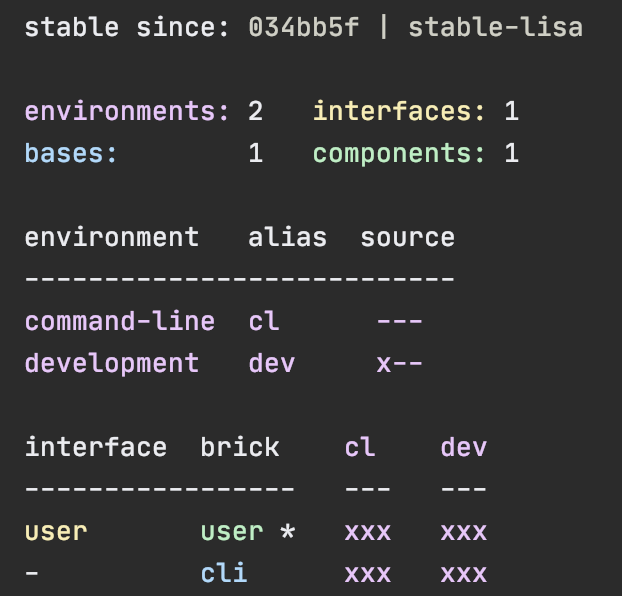 stable since: 034bb5f | stable-lisa
environments: 2   interfaces: 1
bases:        1   components: 1
environment   alias  source
---------------------------
command-line  cl      ---
development   dev     x--
interface  brick    cl   dev
-----------------   ---   ---
user       user *   xxx   xxx
-          cli      xxx   xxx